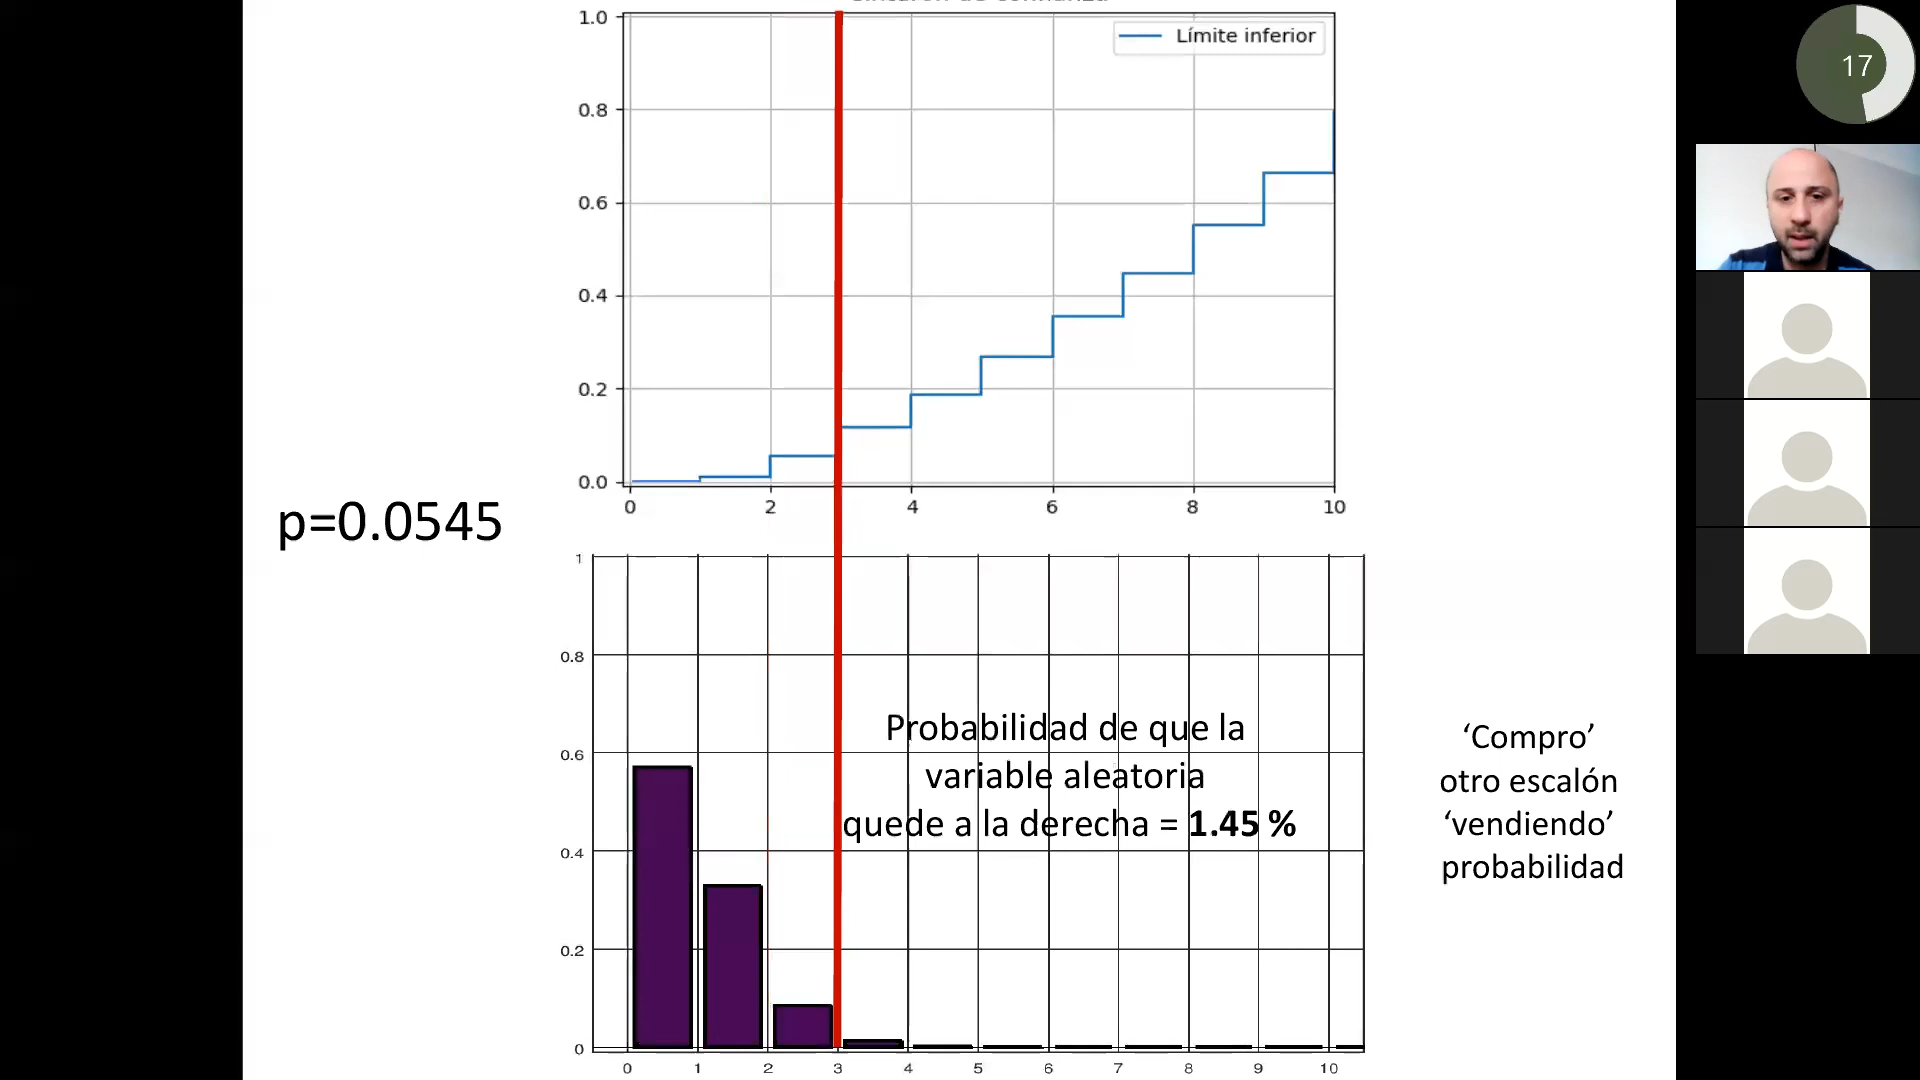 Límite inferior
1.0
0.8
0.6
0.4
0.2
0.0
0 2 4 6 8 10
17
p=0.0545
1
0.8
0.6
0.4
0.2
0
Probabilidad de que la
variable aleatoria
quede a la derecha = 1.45 %
0 1 2 3 4 5 6 7 8 9 10
‘Compro’
otro escalón
‘vendiendo’
probabilidad